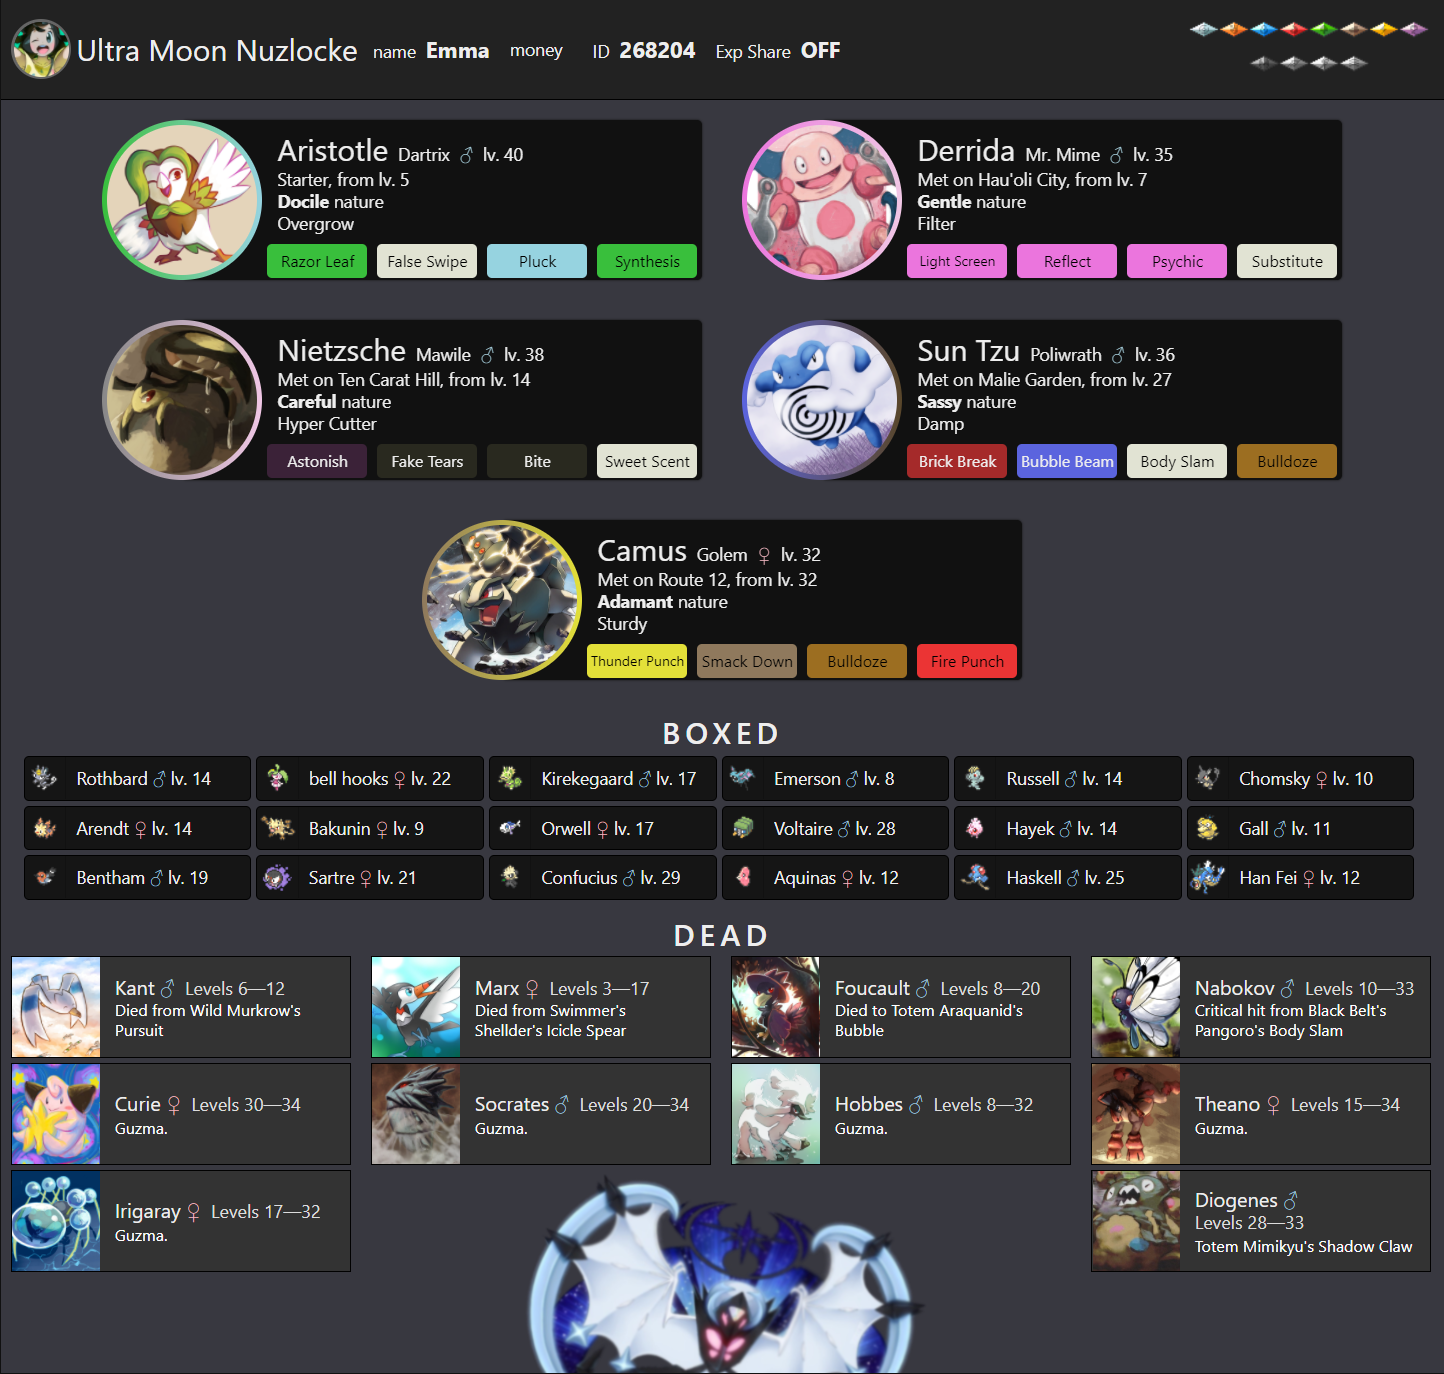 Ultra Moon Nuzlocke name Emma money ID 268204 Exp Share OFF
Aristotle Dartrix ♂ lv. 40
Starter, from lv. 5
Docile nature
Overgrow
Razor Leaf False Swipe Pluck Synthesis
Derrida Mr. Mime ♂ lv. 35
Met on Hau'oli City, from lv. 7
Gentle nature
Filter
Light Screen Reflect Psychic Substitute
Nietzsche Mawile ♂ lv. 38
Met on Ten Carat Hill, from lv. 14
Careful nature
Hyper Cutter
Astonish Fake Tears Bite Sweet Scent
Sun Tzu Poliwrath ♂ lv. 36
Met on Malie Garden, from lv. 27
Sassy nature
Damp
Brick Break Bubble Beam Body Slam Bulldoze
Camus Golem ♀ lv. 32
Met on Route 12, from lv. 32
Adamant nature
Sturdy
Thunder Punch Smack Down Bulldoze Fire Punch
BOXED
Rothbard ♂ lv. 14 bell hooks ♀ lv. 22 Kirekegaard ♂ lv. 17 Emerson ♂ lv. 8 Russell ♂ lv. 14 Chomsky ♀ lv. 10
Arendt ♀ lv. 14 Bakunin ♀ lv. 9 Orwell ♀ lv. 17 Voltaire ♂ lv. 28 Hayek ♂ lv. 14 Gall ♂ lv. 11
Bentham ♂ lv. 19 Sartre ♀ lv. 21 Confucius ♂ lv. 29 Aquinas ♀ lv. 12 Haskell ♂ lv. 25 Han Fei ♀ lv. 12
DEAD
Kant ♂ Levels 6—12
Died from Wild Murkrow's
Pursuit
Marx ♀ Levels 3—17
Died from Swimmer's
Shellder's Icicle Spear
Foucault ♂ Levels 8—20
Died to Totem Araquanid's
Bubble
Nabokov ♂ Levels 10—33
Critical hit from Black Belt's
Pangoro's Body Slam
Curie ♀ Levels 30—34
Guzma.
Socrates ♂ Levels 20—34
Guzma.
Hobbes ♂ Levels 8—32
Guzma.
Theano ♀ Levels 15—34
Guzma.
Irigaray ♀ Levels 17—32
Guzma.
Diogenes ♂
Levels 28—33
Totem Mimikyu's Shadow Claw